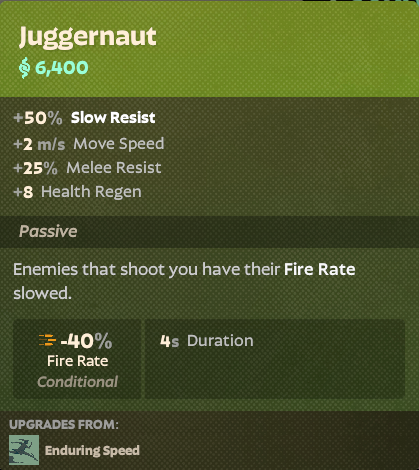 Juggernaut
6,400
+50% Slow Resist
+2 m/s Move Speed
+25% Melee Resist
+8 Health Regen
Passive
Enemies that shoot you have their Fire Rate
slowed.
-40%
Fire Rate
Conditional
4s Duration
UPGRADES FROM:
Enduring Speed